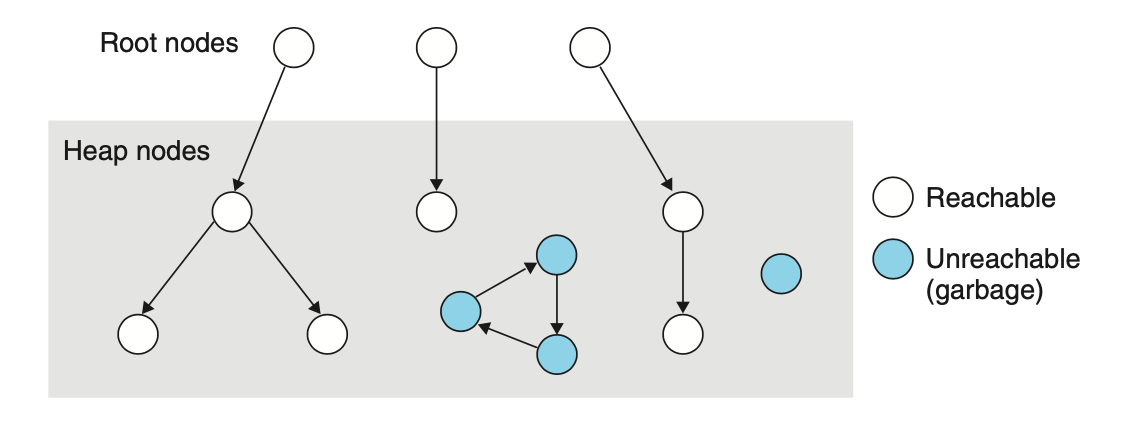 Root nodes
Heap nodes
Reachable
Unreachable
(garbage)